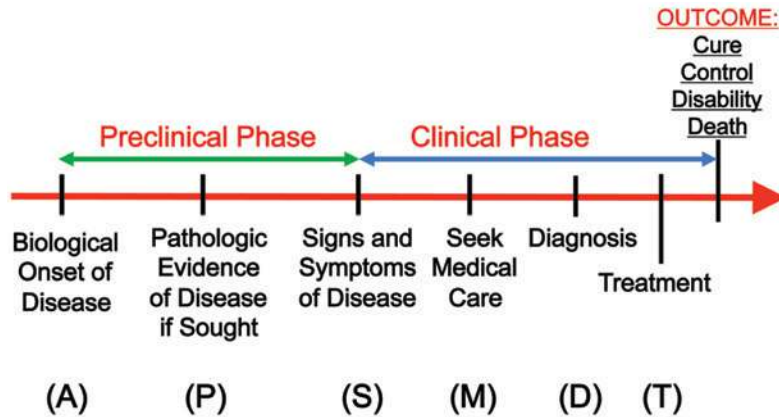 OUTCOME:
Cure
Control
Disability
Death
Preclinical Phase
Clinical Phase
Biological
Onset of
Disease
Pathologic
Evidence
of Disease
if Sought
Signs and
Symptoms
of Disease
Seek
Medical
Care
Diagnosis
Treatment
(A)
(P)
(S)
(M)
(D)
(T)